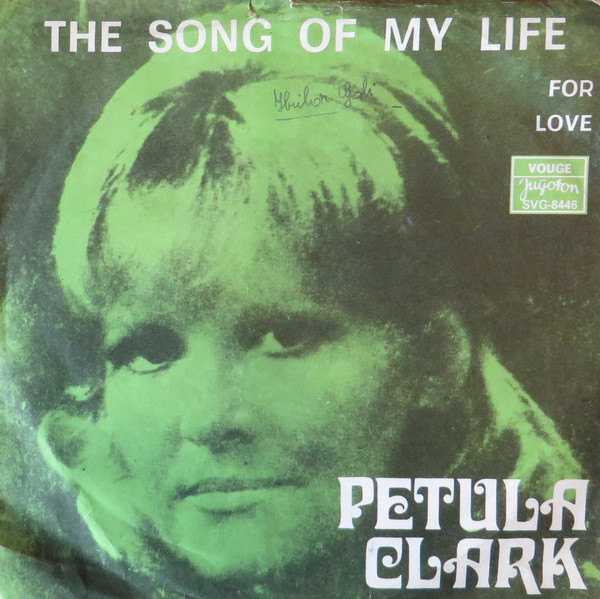 THE SONG OF MY LIFE
FOR
LOVE
VOUGE
Jugoton
SVG-8446
PETULA
CLARK